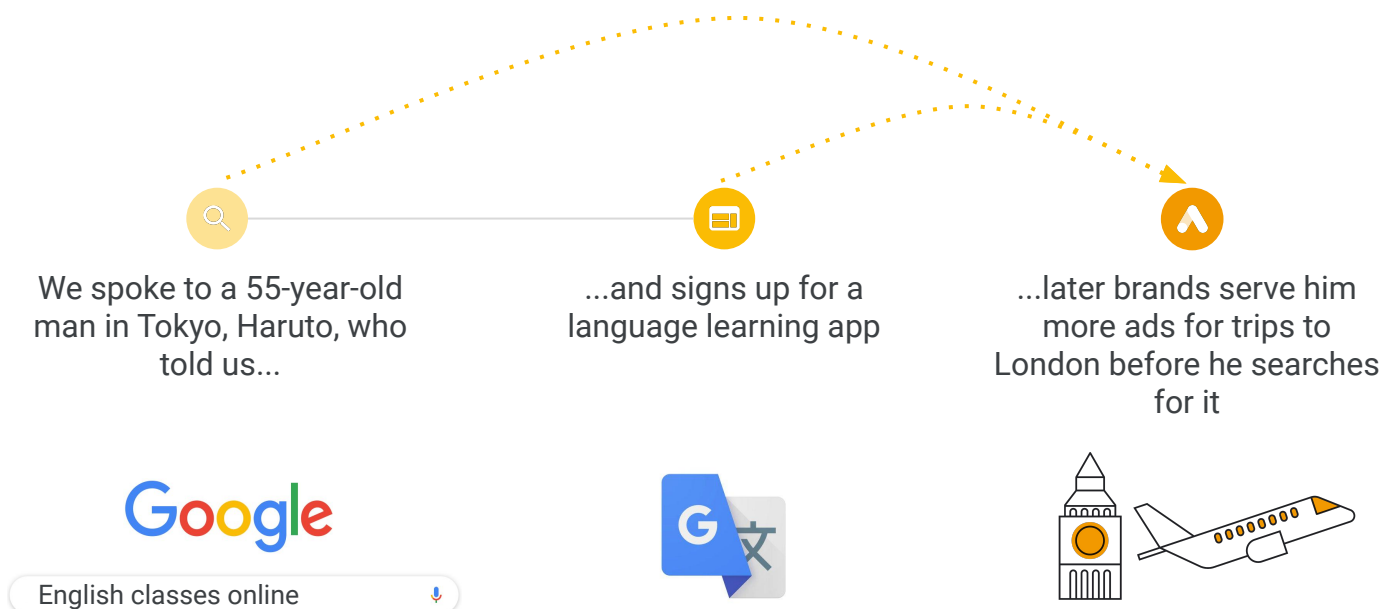 We spoke to a 55-year-old
man in Tokyo, Haruto, who
told us...
...and signs up for a
language learning app
...later brands serve him
more ads for trips to
London before he searches
for it
Google
English classes online
G 文